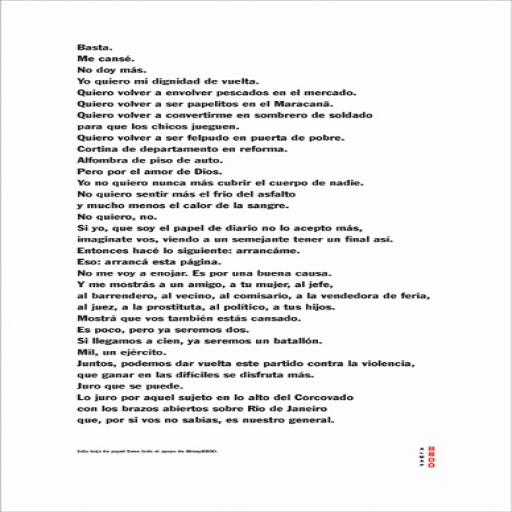 Basta.
Me cansé.
No doy más.
Yo quiero mi dignidad de vuelta.
Quiero volver a envolver pescados en el mercado.
Quiero volver a ser papelitos en el Maracaná.
Quiero volver a convertirme en sombrero de soldado
para que los chicos jueguen.
Quiero volver a ser felpudo en puerta de pobre.
Cortina de departamento en reforma.
Alfombra de piso de auto.
Pero por el amor de Dios.
Yo no quiero nunca más cubrir el cuerpo de nadie.
No quiero sentir más el frío del asfalto
y mucho menos el calor de la sangre.
No quiero, no.
Si yo, que soy el papel de diario no lo acepto más,
imagínate vos, viendo a un semejante tener un final así.
Entonces hacé lo siguiente: arrancáme.
Eso: arrancá esta página.
No me voy a enojar. Es por una buena causa.
Y me mostrás a un amigo, a tu mujer, al jefe,
al barrendero, al vecino, al comisario, a la vendedora de feria,
al juez, a la prostituta, al político, a tus hijos.
Mostrá que vos también estás cansado.
Es poco, pero ya seremos dos.
Si llegamos a cien, ya seremos un batallón.
Mil, un ejército.
Juntos, podemos dar vuelta este partido contra la violencia,
que ganar en las difíciles se disfruta más.
Juro que se puede.
Lo juro por aquel sujeto en lo alto del Corcovado
con los brazos abiertos sobre Rio de Janeiro
que, por si vos no sabías, es nuestro general.
Esta hoja de papel tiene todo el apoyo de AlmapBBDO.
ALMAP
BBDO